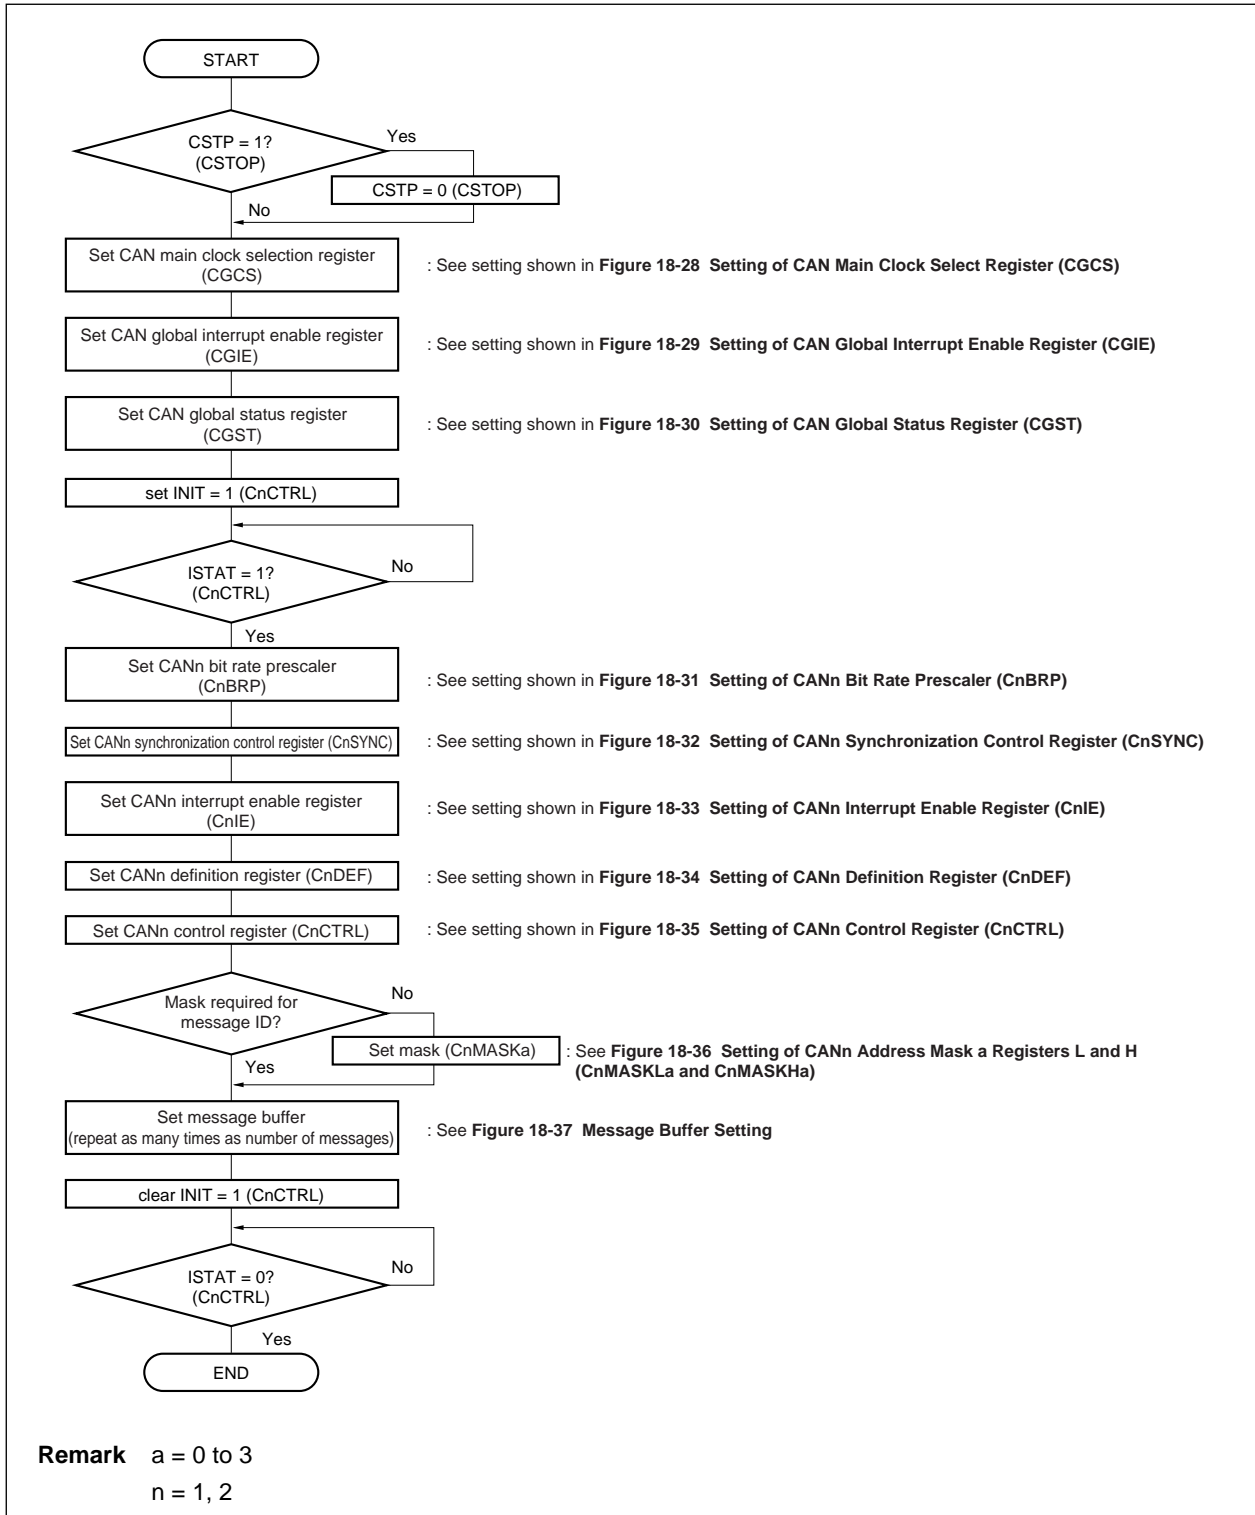 START
CSTP = 1?
(CSTOP)
Yes
CSTP = 0 (CSTOP)
No
Set CAN main clock selection register
(CGCS)
: See setting shown in Figure 18-28 Setting of CAN Main Clock Select Register (CGCS)
Set CAN global interrupt enable register
(CGIE)
: See setting shown in Figure 18-29 Setting of CAN Global Interrupt Enable Register (CGIE)
Set CAN global status register
(CGST)
: See setting shown in Figure 18-30 Setting of CAN Global Status Register (CGST)
set INIT = 1 (CnCTRL)
ISTAT = 1?
(CnCTRL)
No
Yes
Set CANn bit rate prescaler
(CnBRP)
: See setting shown in Figure 18-31 Setting of CANn Bit Rate Prescaler (CnBRP)
Set CANn synchronization control register (CnSYNC)
: See setting shown in Figure 18-32 Setting of CANn Synchronization Control Register (CnSYNC)
Set CANn interrupt enable register
(CnIE)
: See setting shown in Figure 18-33 Setting of CANn Interrupt Enable Register (CnIE)
Set CANn definition register (CnDEF)
: See setting shown in Figure 18-34 Setting of CANn Definition Register (CnDEF)
Set CANn control register (CnCTRL)
: See setting shown in Figure 18-35 Setting of CANn Control Register (CnCTRL)
Mask required for
message ID?
No
Set mask (CnMASKa)
: See Figure 18-36 Setting of CANn Address Mask a Registers L and H
(CnMASKLa and CnMASKHa)
Yes
Set message buffer
(repeat as many times as number of messages)
: See Figure 18-37 Message Buffer Setting
clear INIT = 1 (CnCTRL)
ISTAT = 0?
(CnCTRL)
No
Yes
END
Remark a = 0 to 3
n = 1, 2